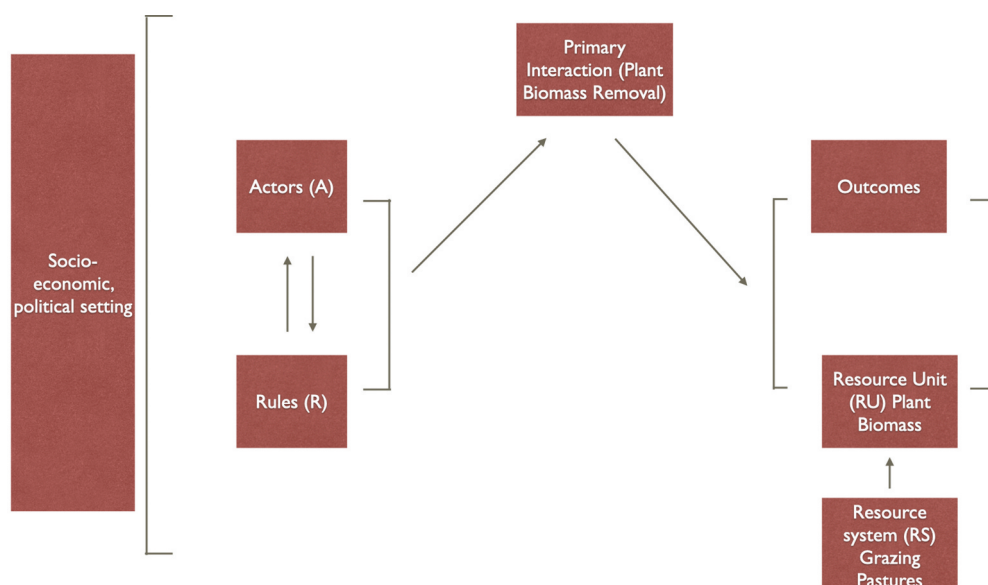 Primary
Interaction (Plant
Biomass Removal)
Actors (A)
Outcomes
Socio-
economic,
political setting
Rules (R)
Resource Unit
(RU) Plant
Biomass
Resource
system (RS)
Grazing
Pastures